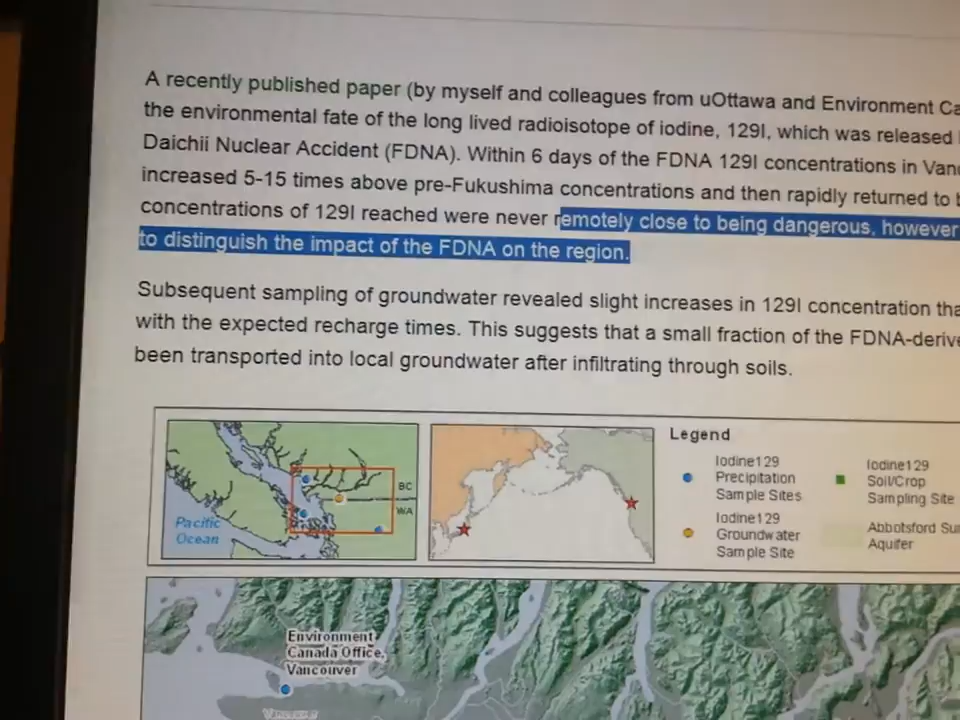 A recently published paper (by myself and colleagues from uOttawa and Environment Ca
the environmental fate of the long lived radioisotope of iodine, 129I, which was released
Daichii Nuclear Accident (FDNA). Within 6 days of the FDNA 129I concentrations in Vanc
increased 5-15 times above pre-Fukushima concentrations and then rapidly returned to
concentrations of 129I reached were never remotely close to being dangerous, however
to distinguish the impact of the FDNA on the region.
Subsequent sampling of groundwater revealed slight increases in 129I concentration tha
with the expected recharge times. This suggests that a small fraction of the FDNA-derive
been transported into local groundwater after infiltrating through soils.
BC
WA
Pacific
Ocean
Legend
Iodine129
Precipitation
Sample Sites
Iodine129
Groundwater
Sample Site
Iodine129
Soil/Crop
Sampling Site
Abbotsford Su
Aquifer
Environment
Canada Office,
Vancouver
Vancouver